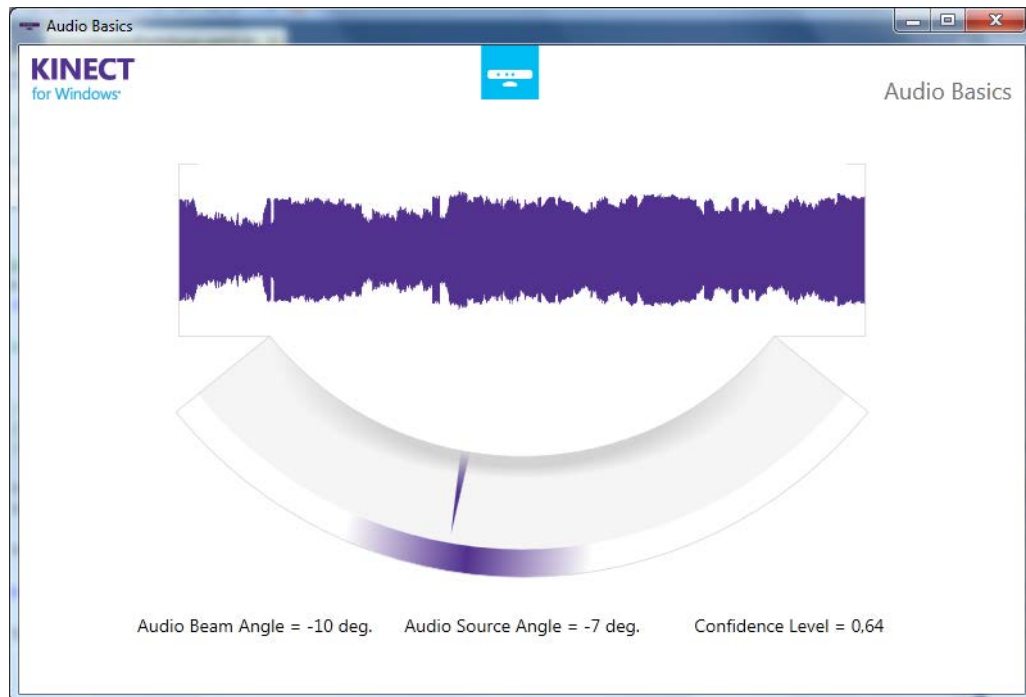 Audio Basics
KINECT
for Windows
Audio Basics
Audio Beam Angle = -10 deg. Audio Source Angle = -7 deg. Confidence Level = 0,64